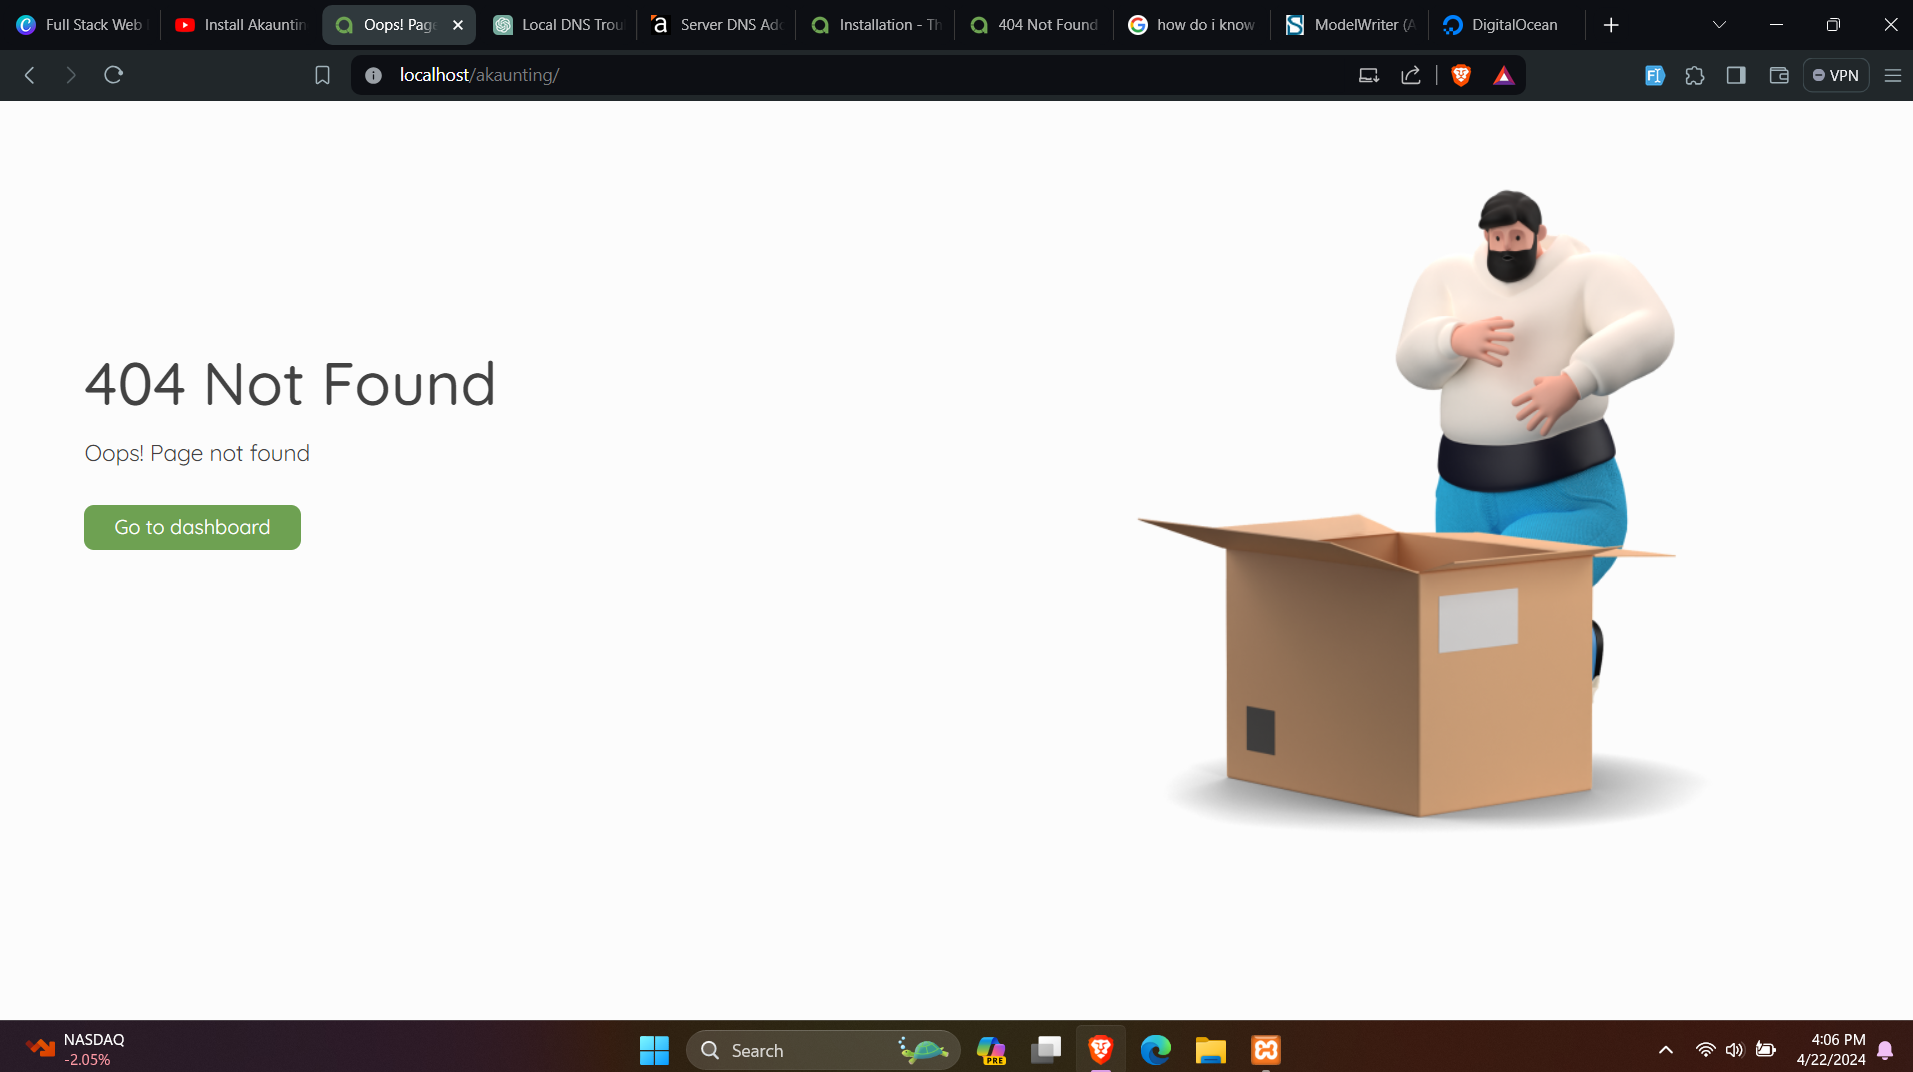 Full Stack Web
Install Akauntin
Oops! Page
Local DNS Trou
Server DNS Ad
Installation - Th
404 Not Found
how do i know
ModelWriter (A
DigitalOcean
localhost/akaunting/
VPN
404 Not Found
Oops! Page not found
Go to dashboard
NASDAQ
-2.05%
Search
PRE
4:06 PM
4/22/2024